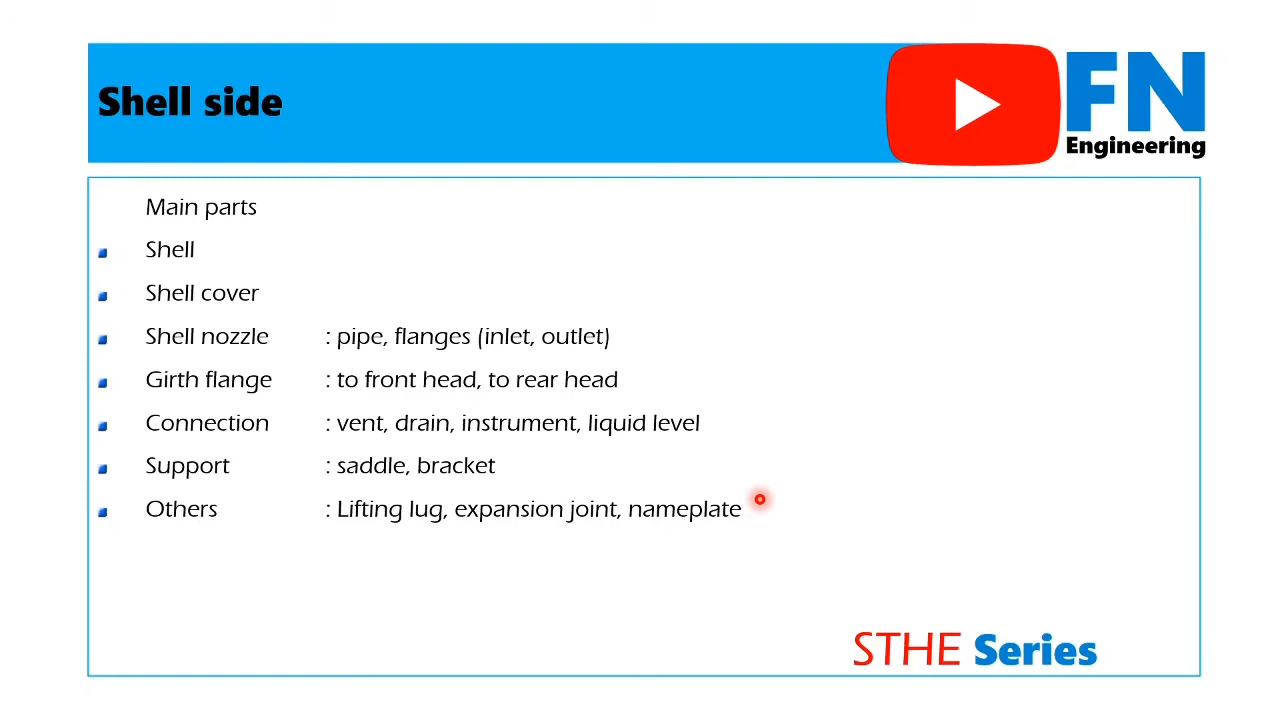 Shell side
FN
Engineering
Main parts
Shell
Shell cover
Shell nozzle : pipe, flanges (inlet, outlet)
Girth flange : to front head, to rear head
Connection : vent, drain, instrument, liquid level
Support : saddle, bracket
Others : Lifting lug, expansion joint, nameplate
STHE Series